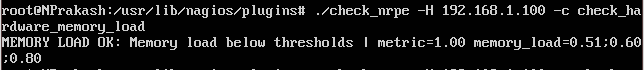 root@MPrakash:/usr/lib/nagios/plugins# ./check_nrpe -H 192.168.1.100 -c check_ha
rdware_memory_load
MEMORY LOAD OK: Memory load below thresholds | metric=1.00 memory_load=0.51;0.60
;0.80